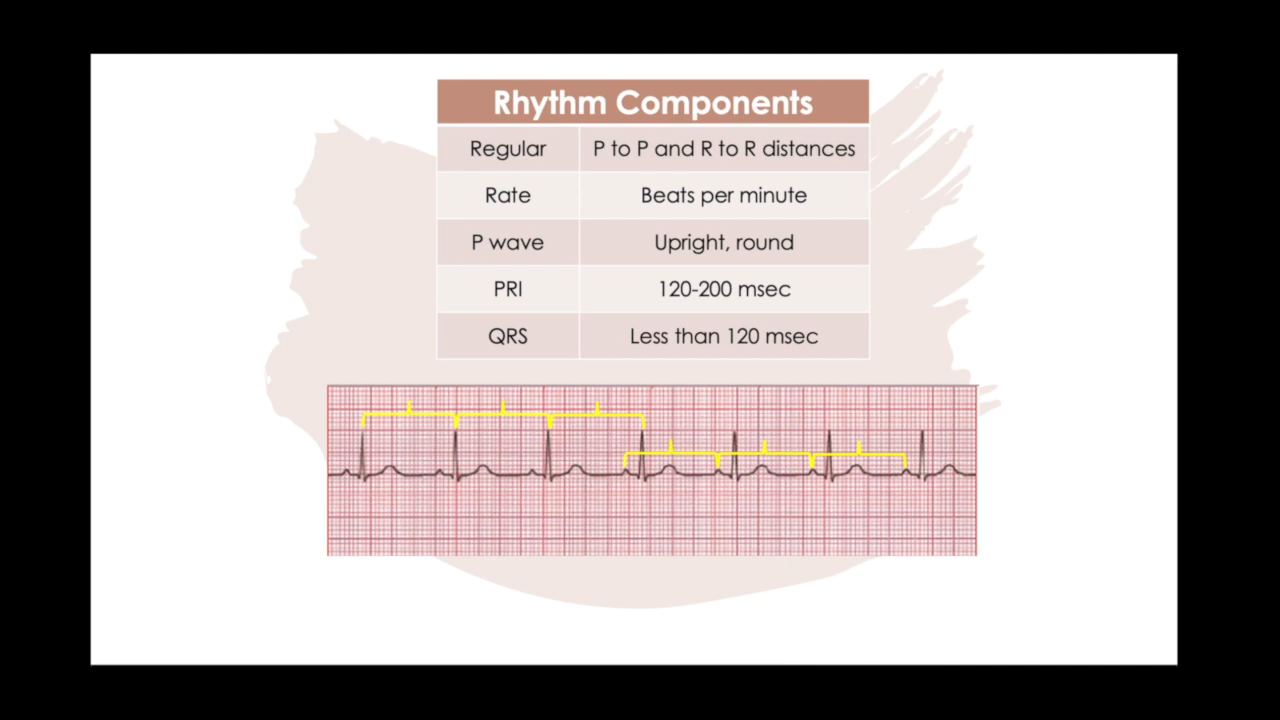 Rhythm Components
Regular P to P and R to R distances
Rate Beats per minute
P wave Upright, round
PRI 120-200 msec
QRS Less than 120 msec